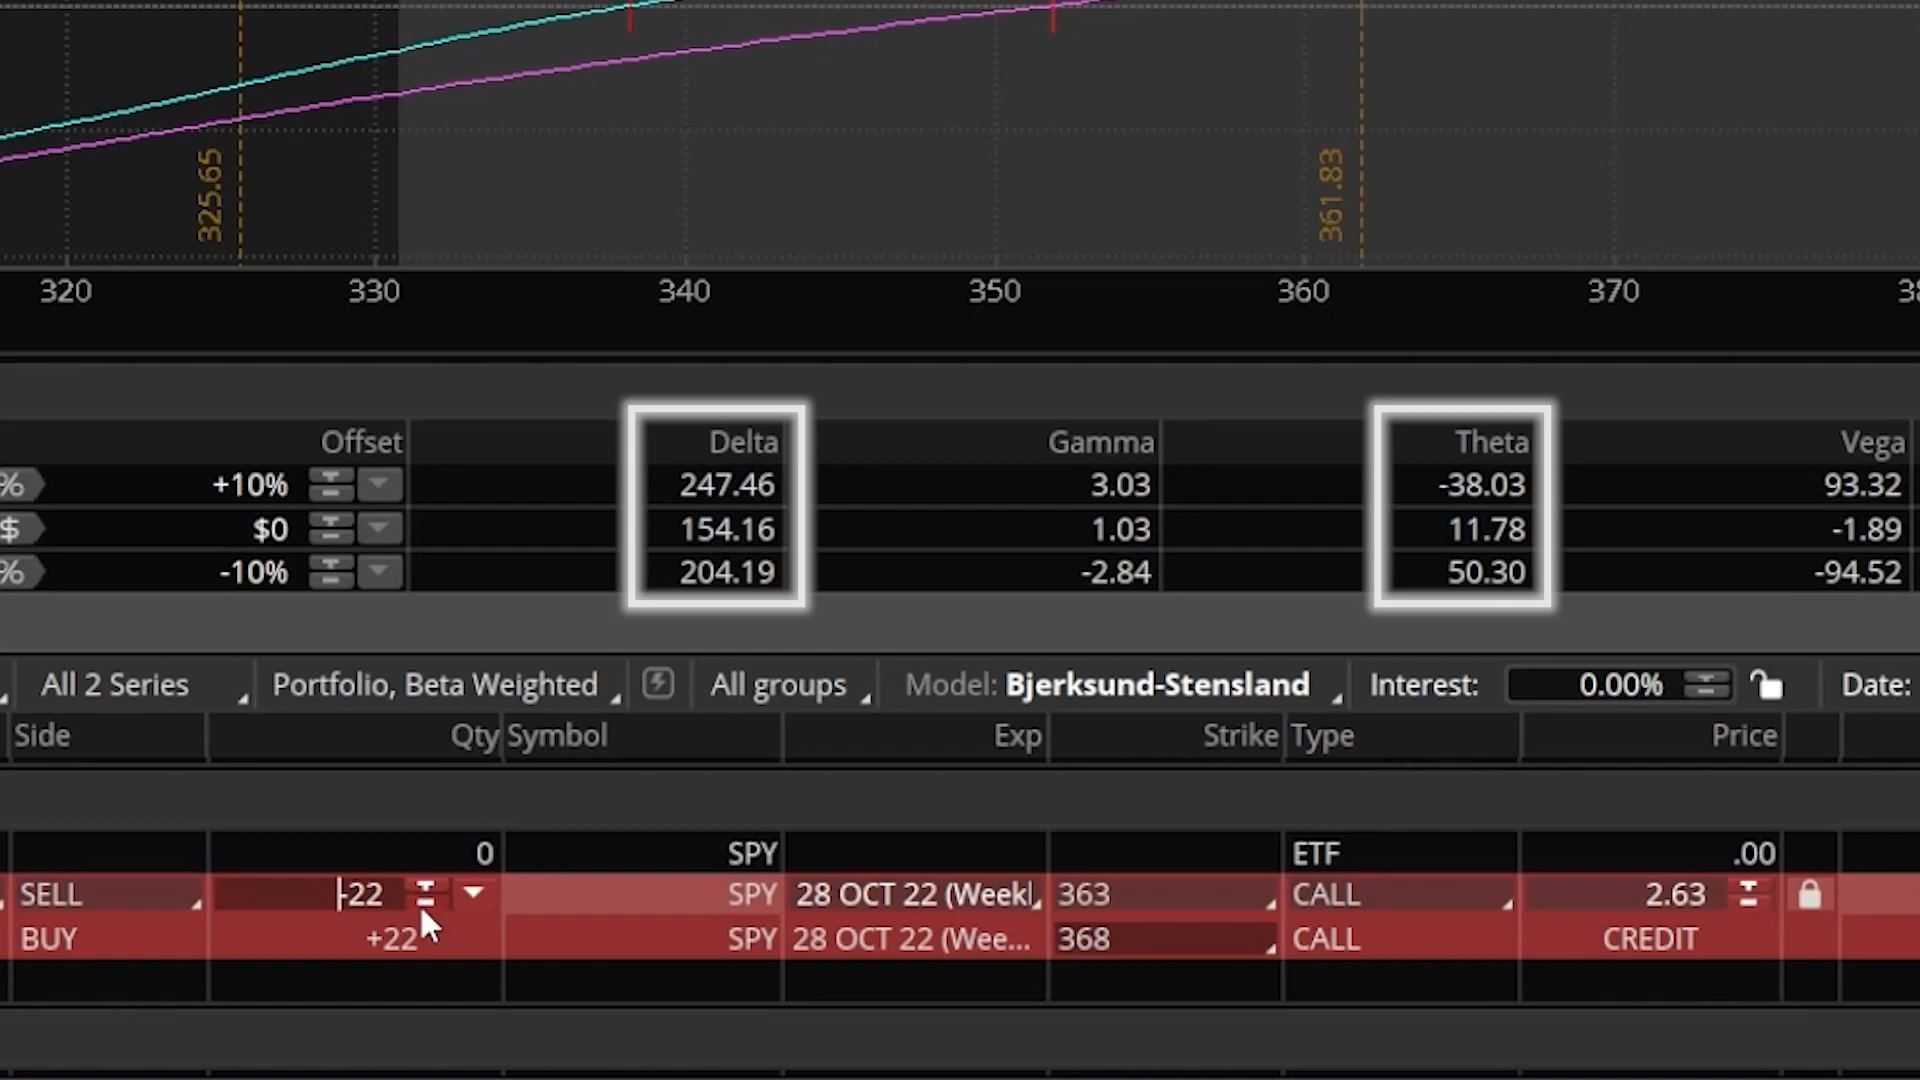 325.65
361.83
320 330 340 350 360 370 38
Offset Delta Gamma Theta Vega
% +10% 247.46 3.03 -38.03 93.32
$ $0 154.16 1.03 11.78 -1.89
% -10% 204.19 -2.84 50.30 -94.52
All 2 Series Portfolio, Beta Weighted All groups Model: Bjerksund-Stensland Interest: 0.00% Date:
Side Qty Symbol Exp Strike Type Price
0 SPY ETF .00
SELL -22 SPY 28 OCT 22 (Weekl 363 CALL 2.63
BUY +22 SPY 28 OCT 22 (Wee... 368 CALL CREDIT